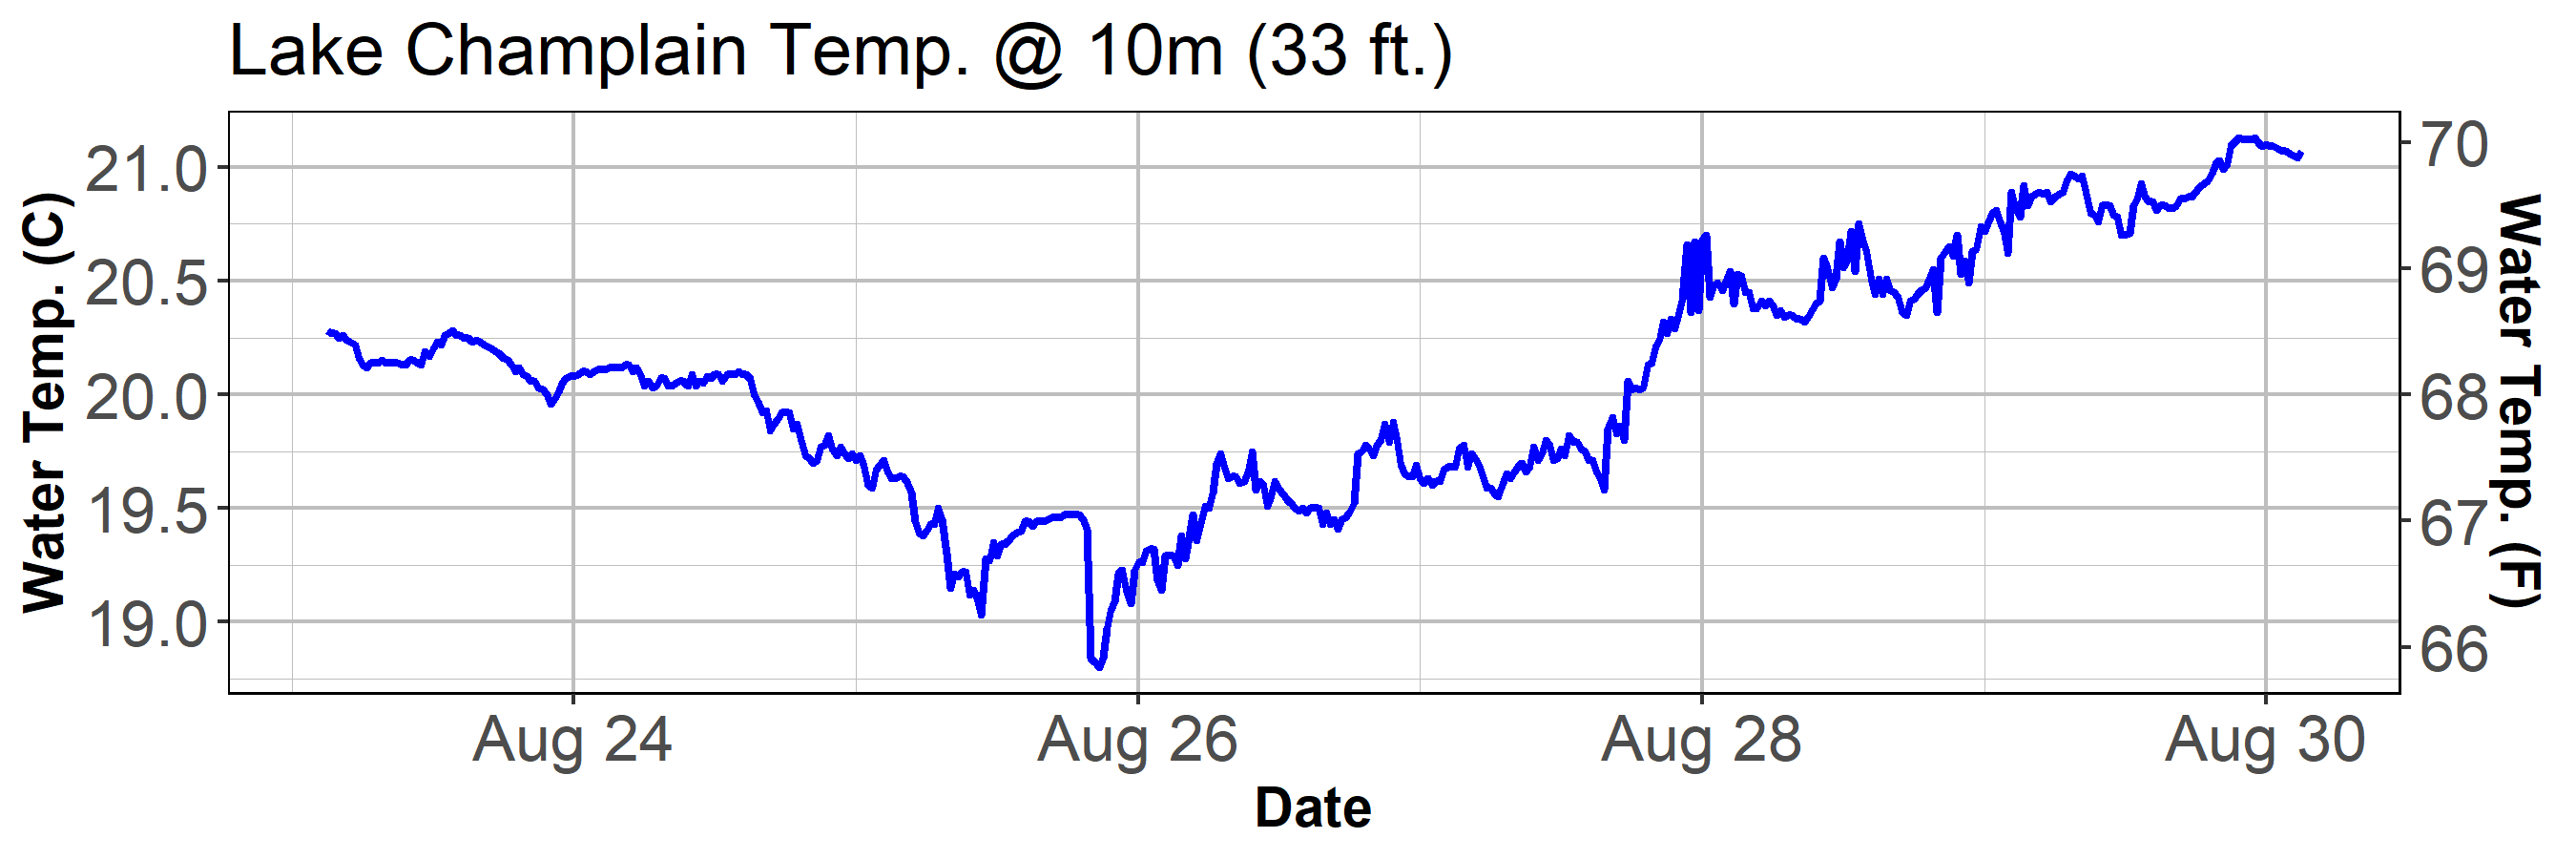 Lake Champlain Temp. @ 10m (33 ft.)
Water Temp. (C)
21.0
20.5
20.0
19.5
19.0
70
69
68
67
66
Water Temp. (F)
Aug 24 Aug 26 Aug 28 Aug 30
Date